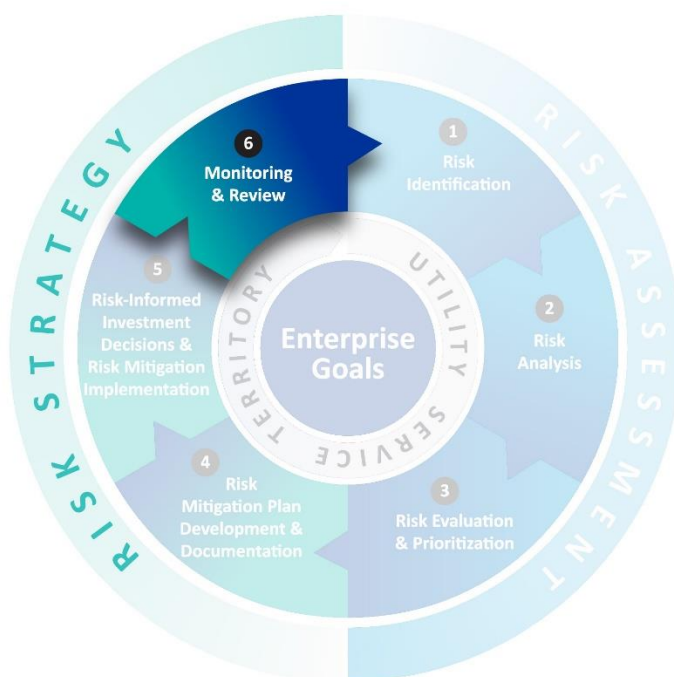 RISK STRATEGY
RISK ASSESSMENT
1
Risk
Identification
2
Risk
Analysis
3
Risk Evaluation
& Prioritization
4
Risk
Mitigation Plan
Development &
Documentation
5
Risk-Informed
Investment
Decisions &
Risk Mitigation
Implementation
6
Monitoring
& Review
UTILITY SERVICE TERRITORY
Enterprise
Goals